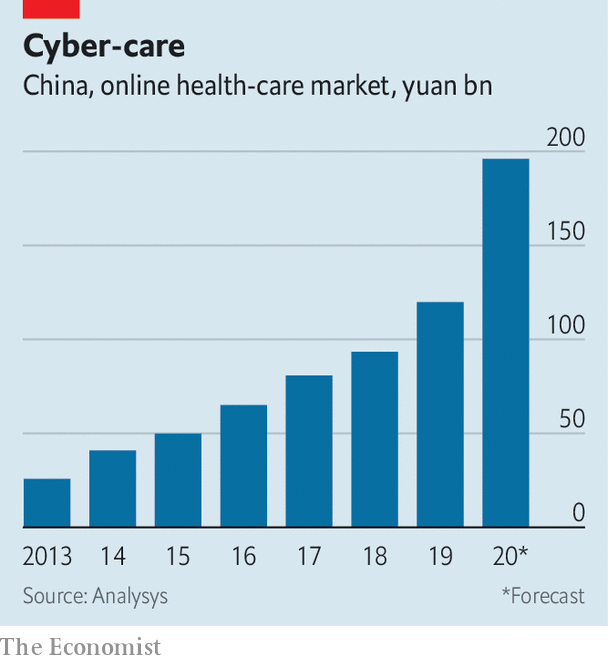 Cyber-care
China, online health-care market, yuan bn
200
150
100
50
0
2013 14 15 16 17 18 19 20*
Source: Analysys *Forecast
The Economist